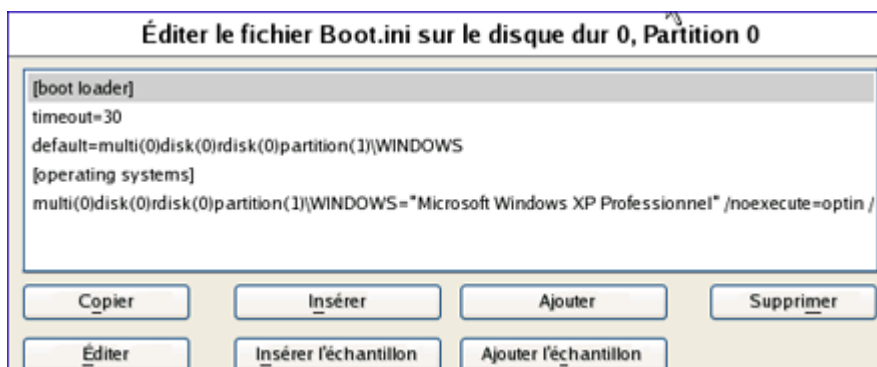 Éditer le fichier Boot.ini sur le disque dur 0, Partition 0
[boot loader]
timeout=30
default=multi(0)disk(0)rdisk(0)partition(1)\WINDOWS
[operating systems]
multi(0)disk(0)rdisk(0)partition(1)\WINDOWS="Microsoft Windows XP Professionnel" /noexecute=optin /
Copier Insérer Ajouter Supprimer
Éditer Insérer l'échantillon Ajouter l'échantillon